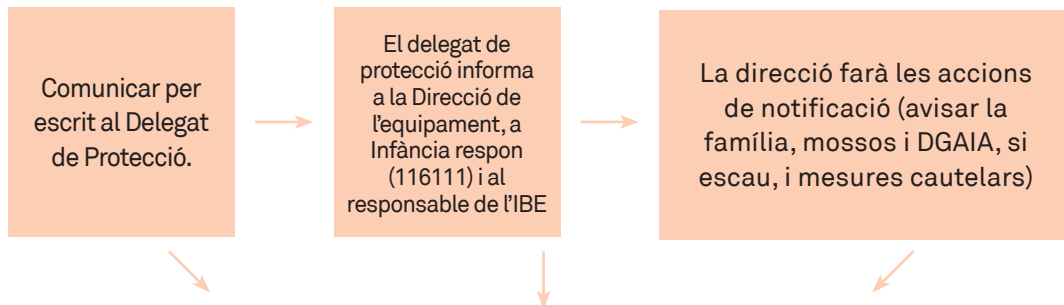 Comunicar per
escrit al Delegat
de Protecció.
El delegat de
protecció informa
a la Direcció de
l'equipament, a
Infància respon
(116111) i al
responsable de l'IBE
La direcció farà les accions
de notificació (avisar la
família, mossos i DGAIA, si
escau, i mesures cautelars)